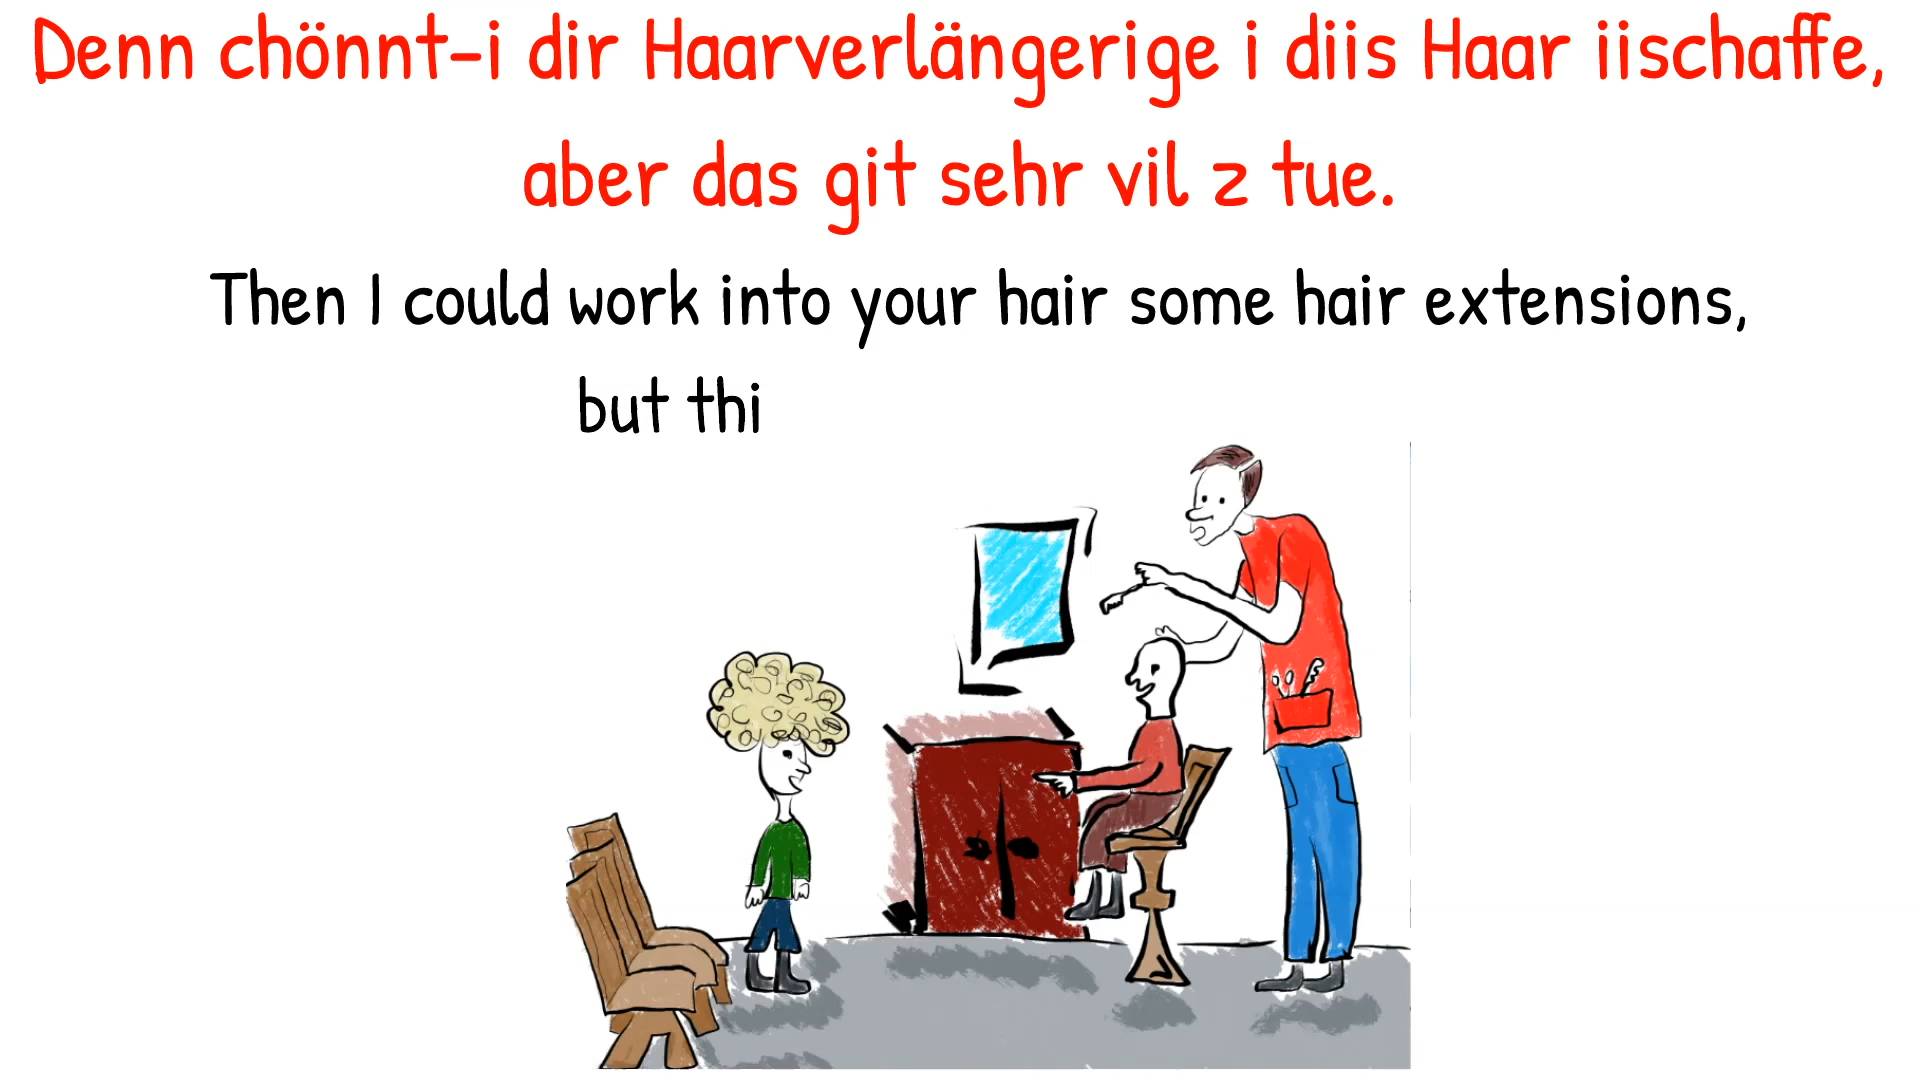 Denn chönnt-i dir Haarverlängerige i diis Haar iischaffe,
aber das git sehr vil z tue.
Then I could work into your hair some hair extensions,
but thi